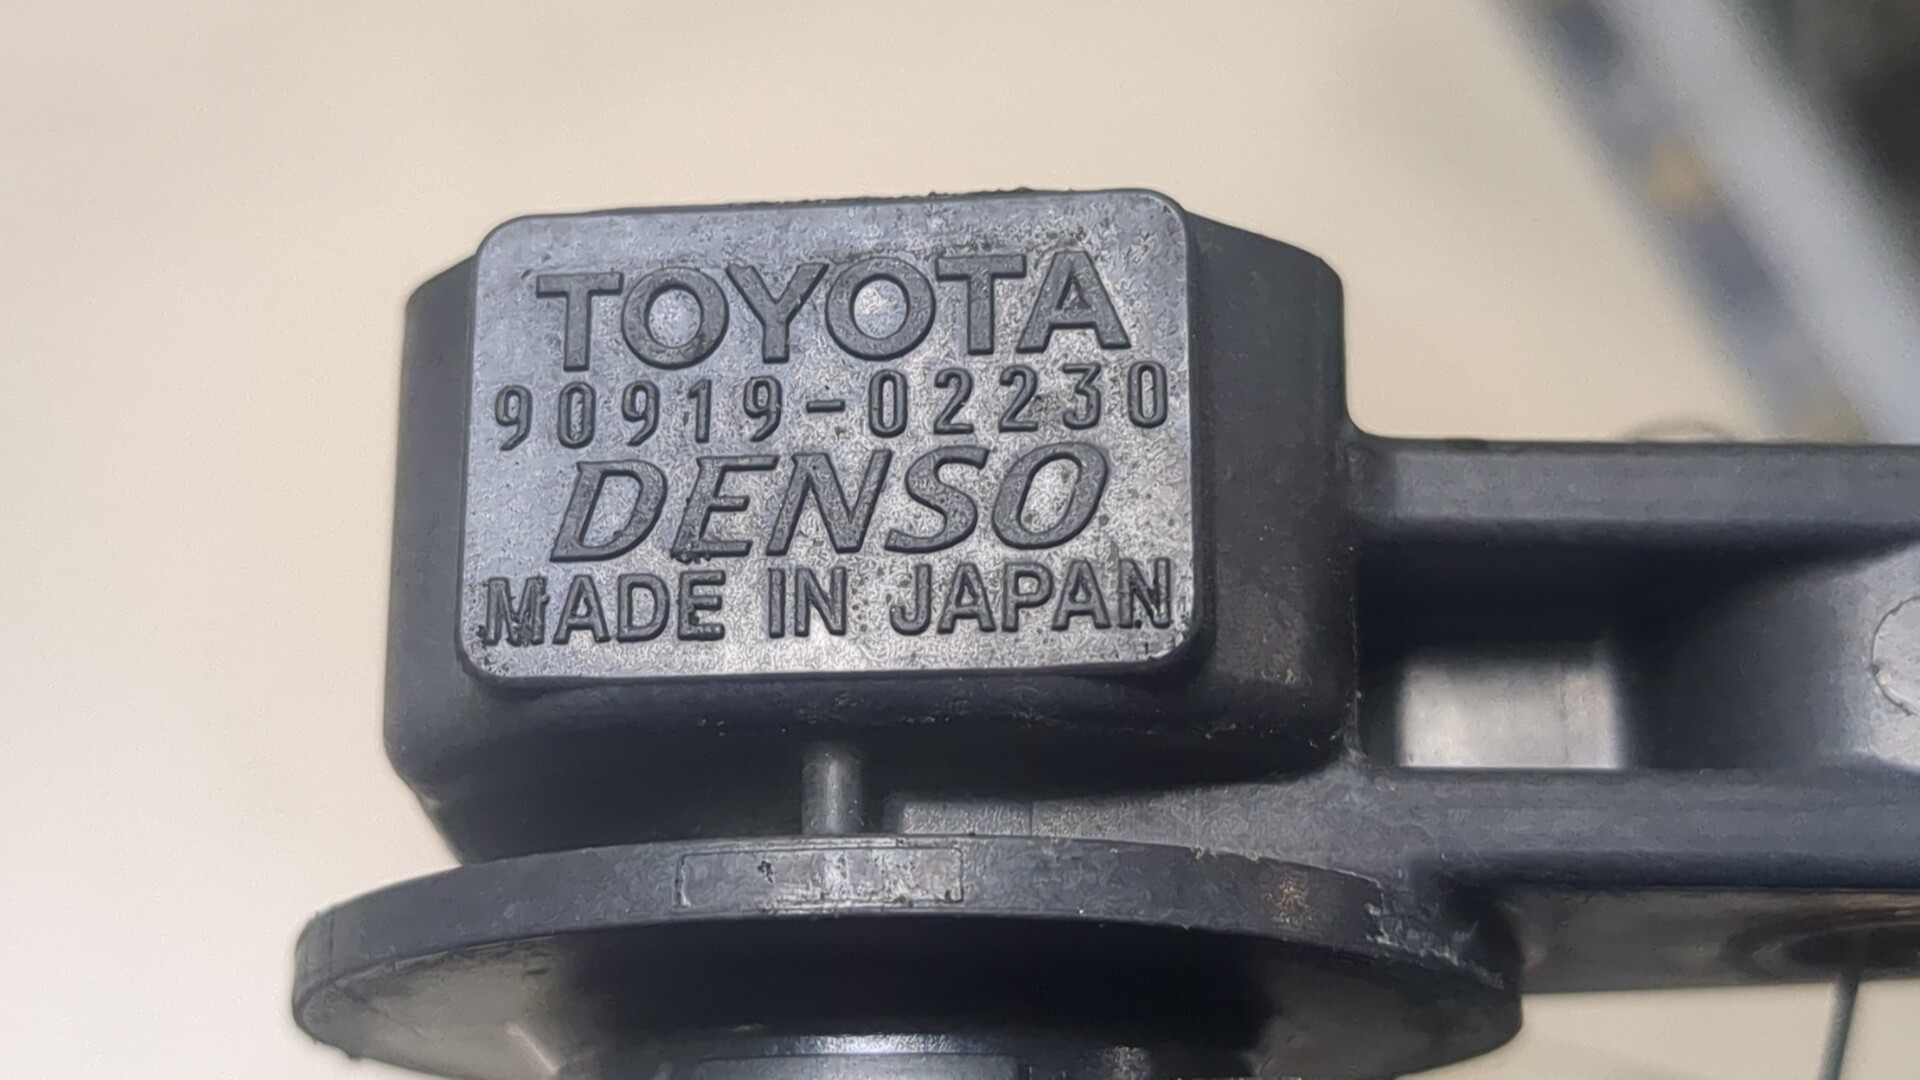 TOYOTA
90919-02230
DENSO
MADE IN JAPAN